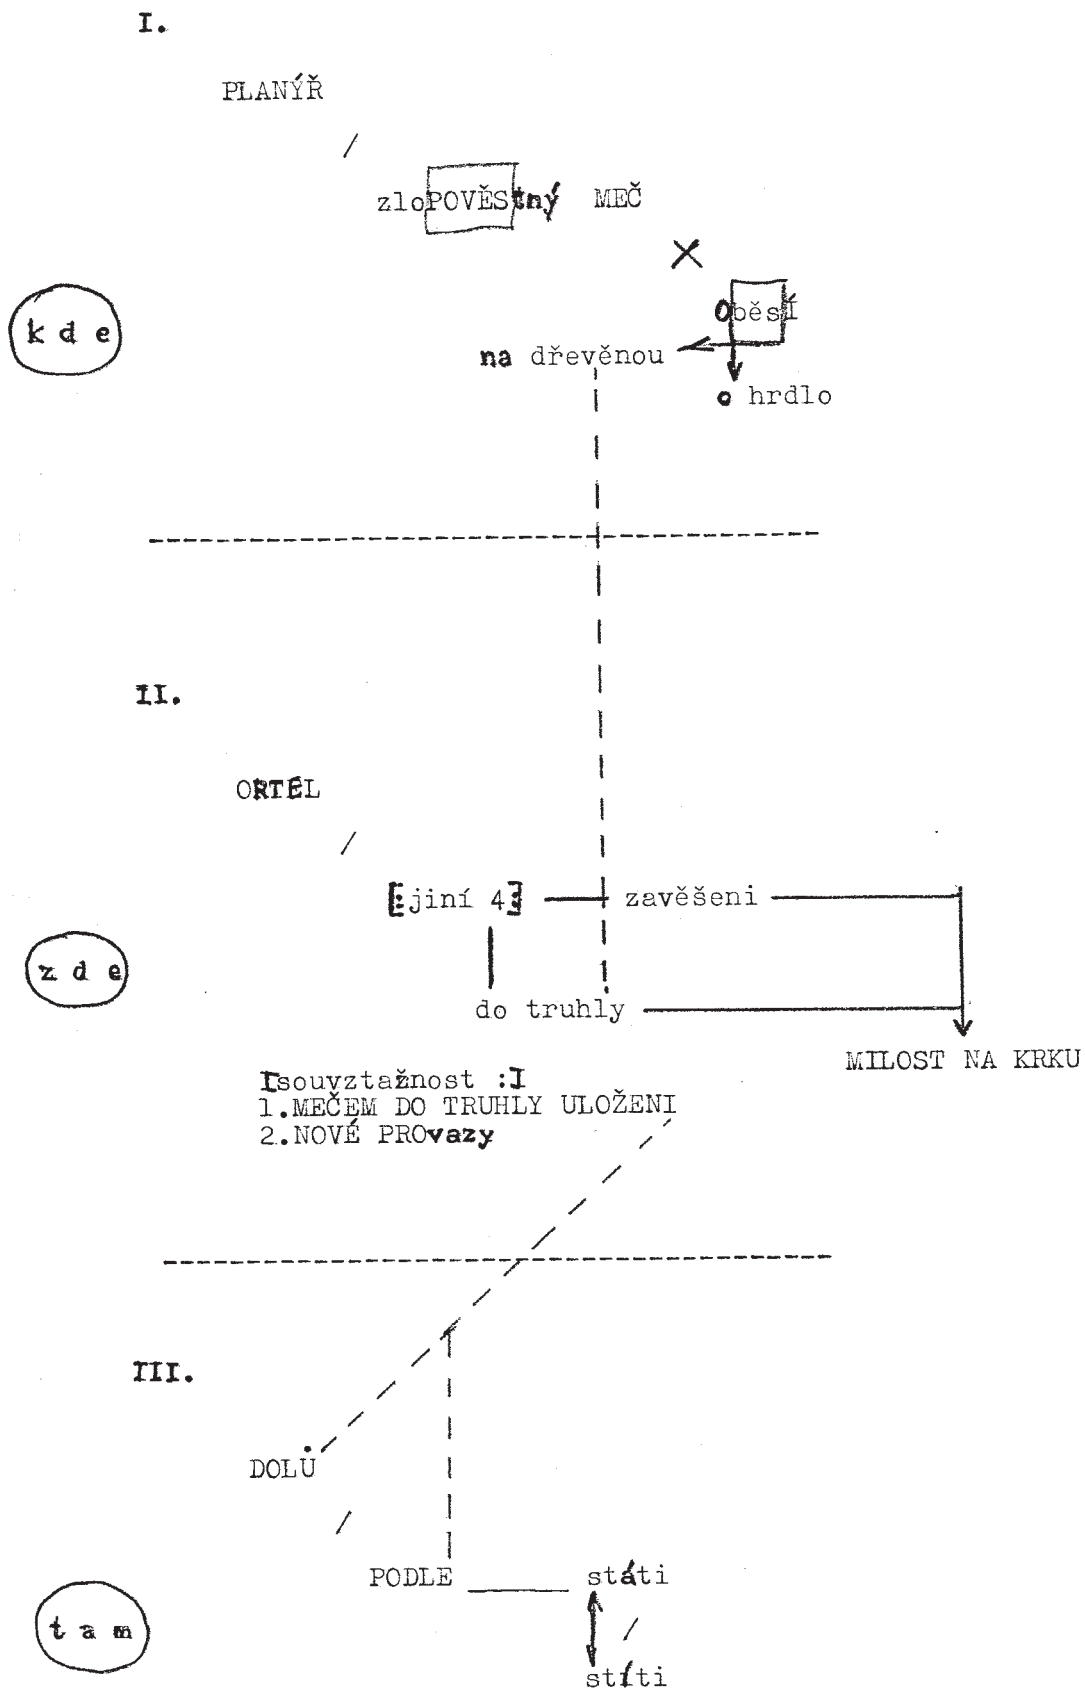 I.
PLANÝŘ
/
zloPOVĚStný MEČ
kde
oběsí
na dřevěnou
o hrdlo
II.
ORTEL
/
[:jiní 4:] — zavěšeni
zde
do truhly
MILOST NA KRKU
[souvztažnost :]
1.MEČEM DO TRUHLY ULOŽENI
2.NOVÉ PROvazy
III.
DOLŮ
/
PODLE — státi
tam
/
stíti